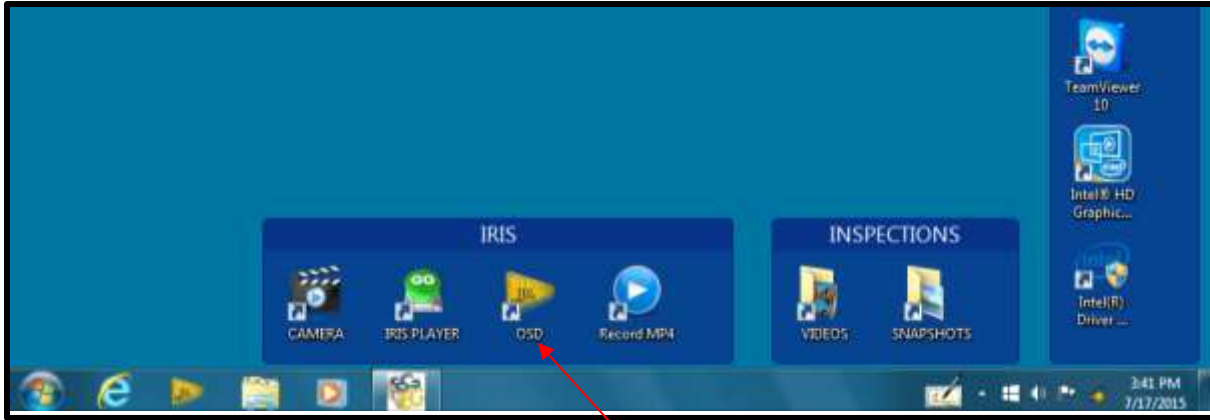 TeamViewer
10
Intel® HD
Graphic...
Intel(R)
Driver ...
IRIS
CAMERA
IRIS PLAYER
OSD
Record MP4
INSPECTIONS
VIDEOS
SNAPSHOTS
3:41 PM
7/17/2015